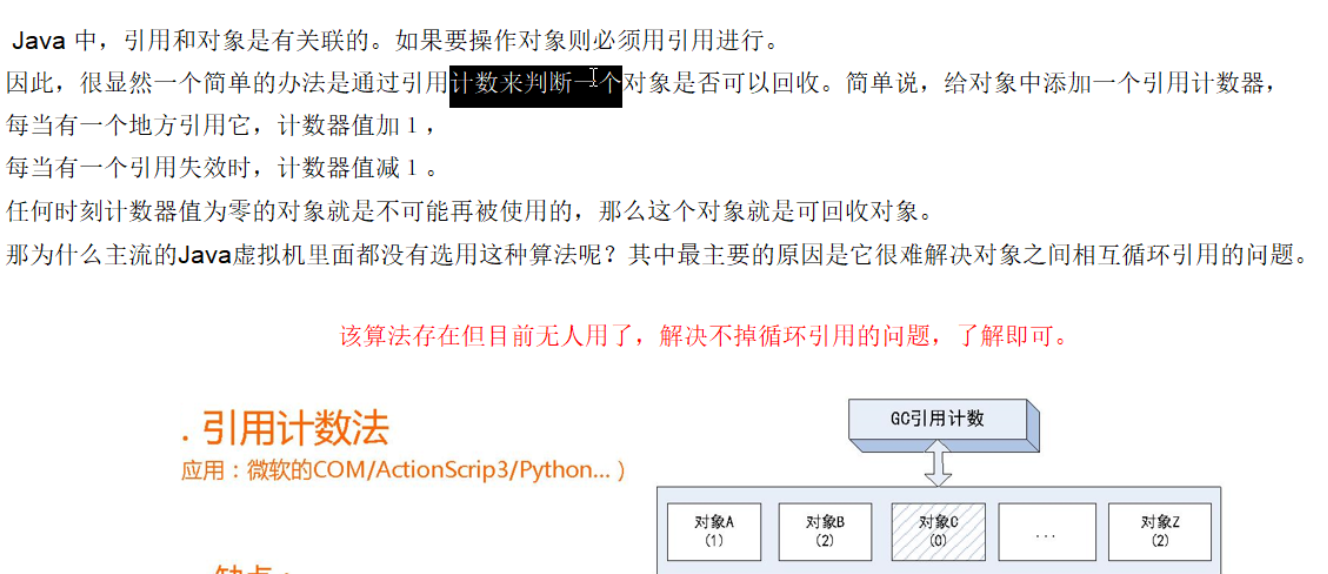 Java 中，引用和对象是有关联的。如果要操作对象则必须用引用进行。
因此，很显然一个简单的办法是通过引用计数来判断一个对象是否可以回收。简单说，给对象中添加一个引用计数器，
每当有一个地方引用它，计数器值加 1，
每当有一个引用失效时，计数器值减 1。
任何时刻计数器值为零的对象就是不可能再被使用的，那么这个对象就是可回收对象。
那为什么主流的Java虚拟机里面都没有选用这种算法呢？其中最主要的原因是它很难解决对象之间相互循环引用的问题。
该算法存在但目前无人用了，解决不掉循环引用的问题，了解即可。
. 引用计数法
应用：微软的COM/ActionScrip3/Python...）
GC引用计数
对象A
(1)
对象B
(2)
对象C
(0)
...
对象Z
(2)
缺点：